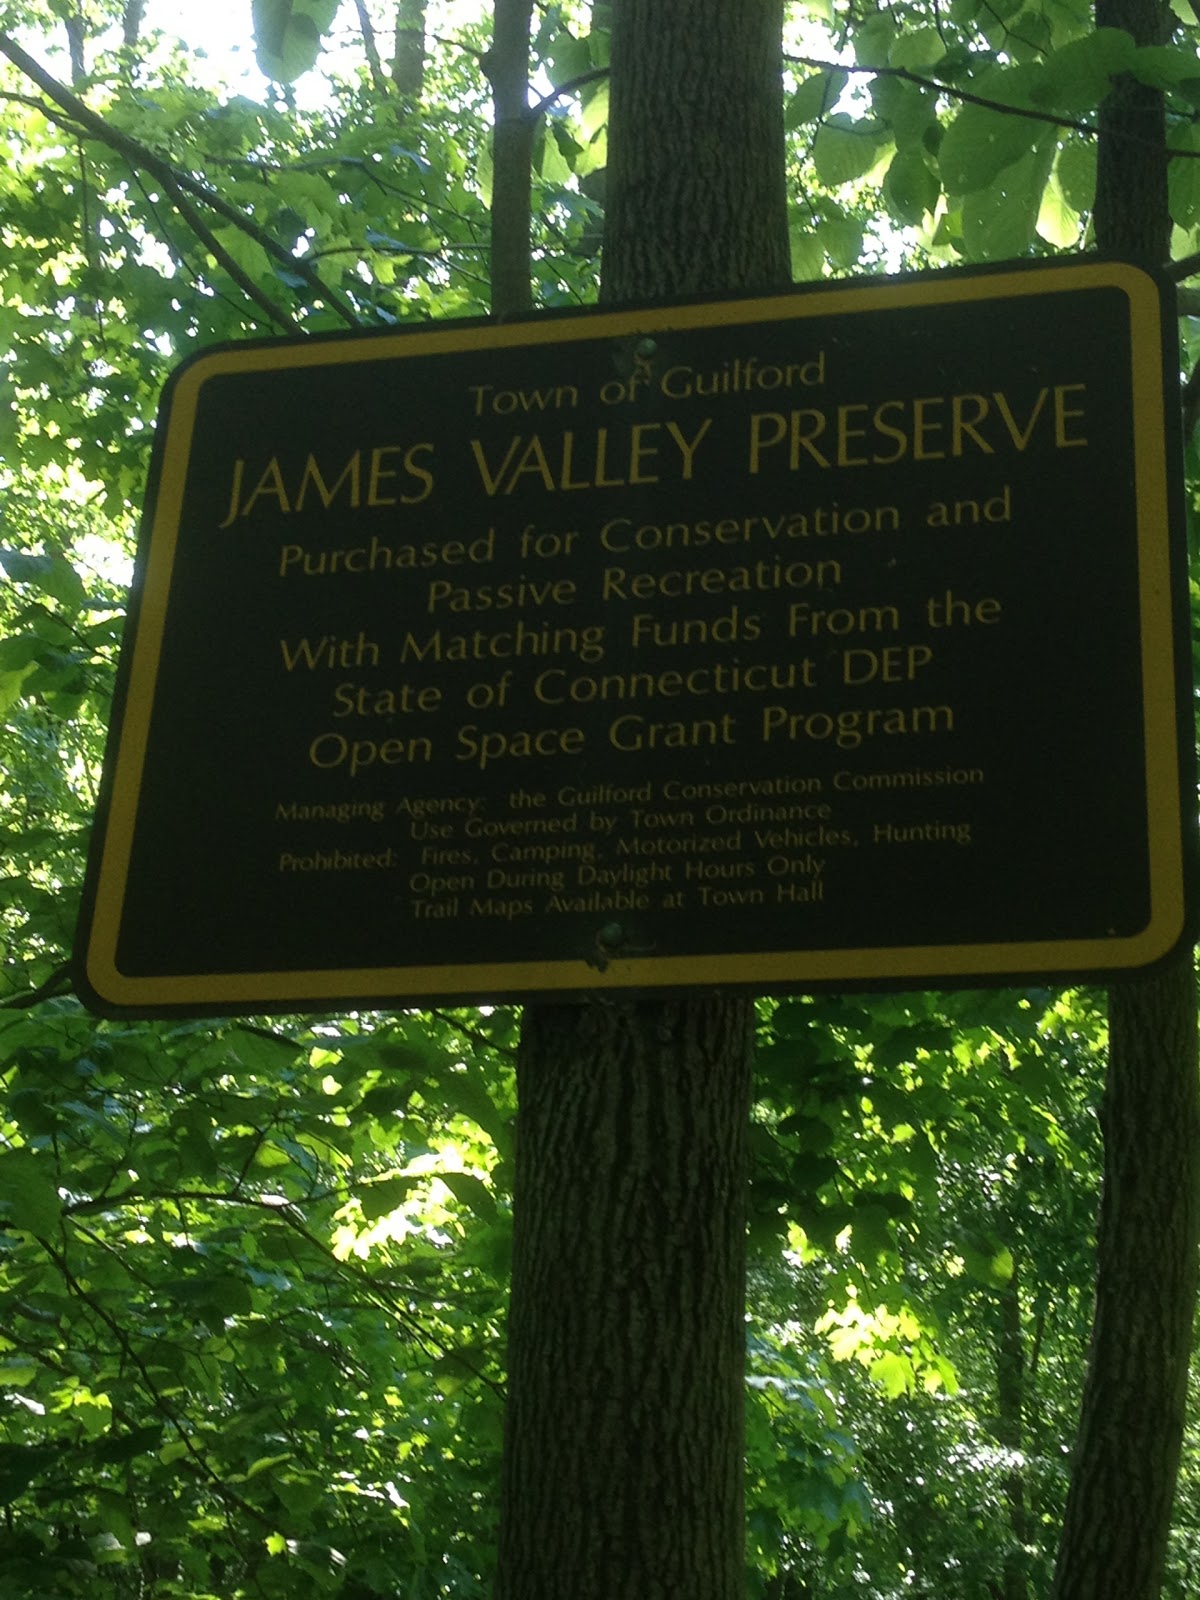 Town of Guilford
JAMES VALLEY PRESERVE
Purchased for Conservation and
Passive Recreation
With Matching Funds From the
State of Connecticut DEP
Open Space Grant Program
Managing Agency: the Guilford Conservation Commission
Use Governed by Town Ordinance
Prohibited: Fires, Camping, Motorized Vehicles, Hunting
Open During Daylight Hours Only
Trail Maps Available at Town Hall